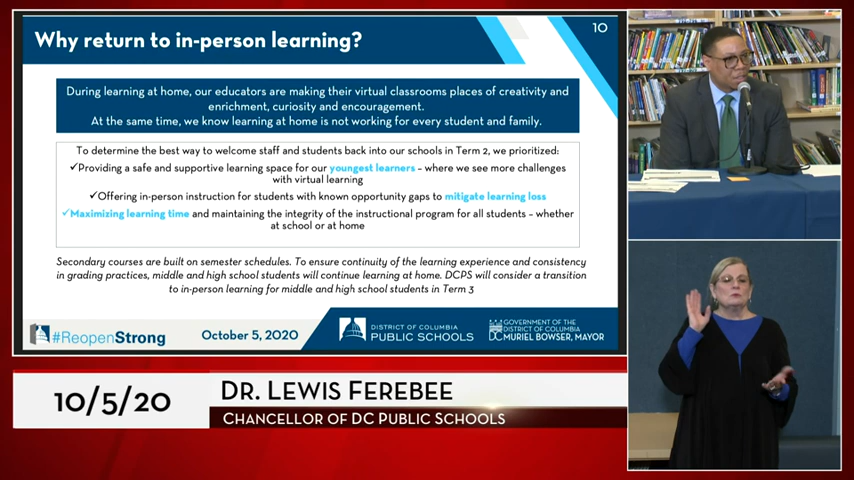 10
Why return to in-person learning?
During learning at home, our educators are making their virtual classrooms places of creativity and
enrichment, curiosity and encouragement.
At the same time, we know learning at home is not working for every student and family.
To determine the best way to welcome staff and students back into our schools in Term 2, we prioritized:
✓Providing a safe and supportive learning space for our youngest learners – where we see more challenges
with virtual learning
✓Offering in-person instruction for students with known opportunity gaps to mitigate learning loss
✓Maximizing learning time and maintaining the integrity of the instructional program for all students – whether
at school or at home
Secondary courses are built on semester schedules. To ensure continuity of the learning experience and consistency
in grading practices, middle and high school students will continue learning at home. DCPS will consider a transition
to in-person learning for middle and high school students in Term 3
#ReopenStrong
October 5, 2020
DISTRICT OF COLUMBIA
PUBLIC SCHOOLS
GOVERNMENT OF THE
DISTRICT OF COLUMBIA
DC MURIEL BOWSER, MAYOR
10/5/20
DR. LEWIS FEREBEE
CHANCELLOR OF DC PUBLIC SCHOOLS